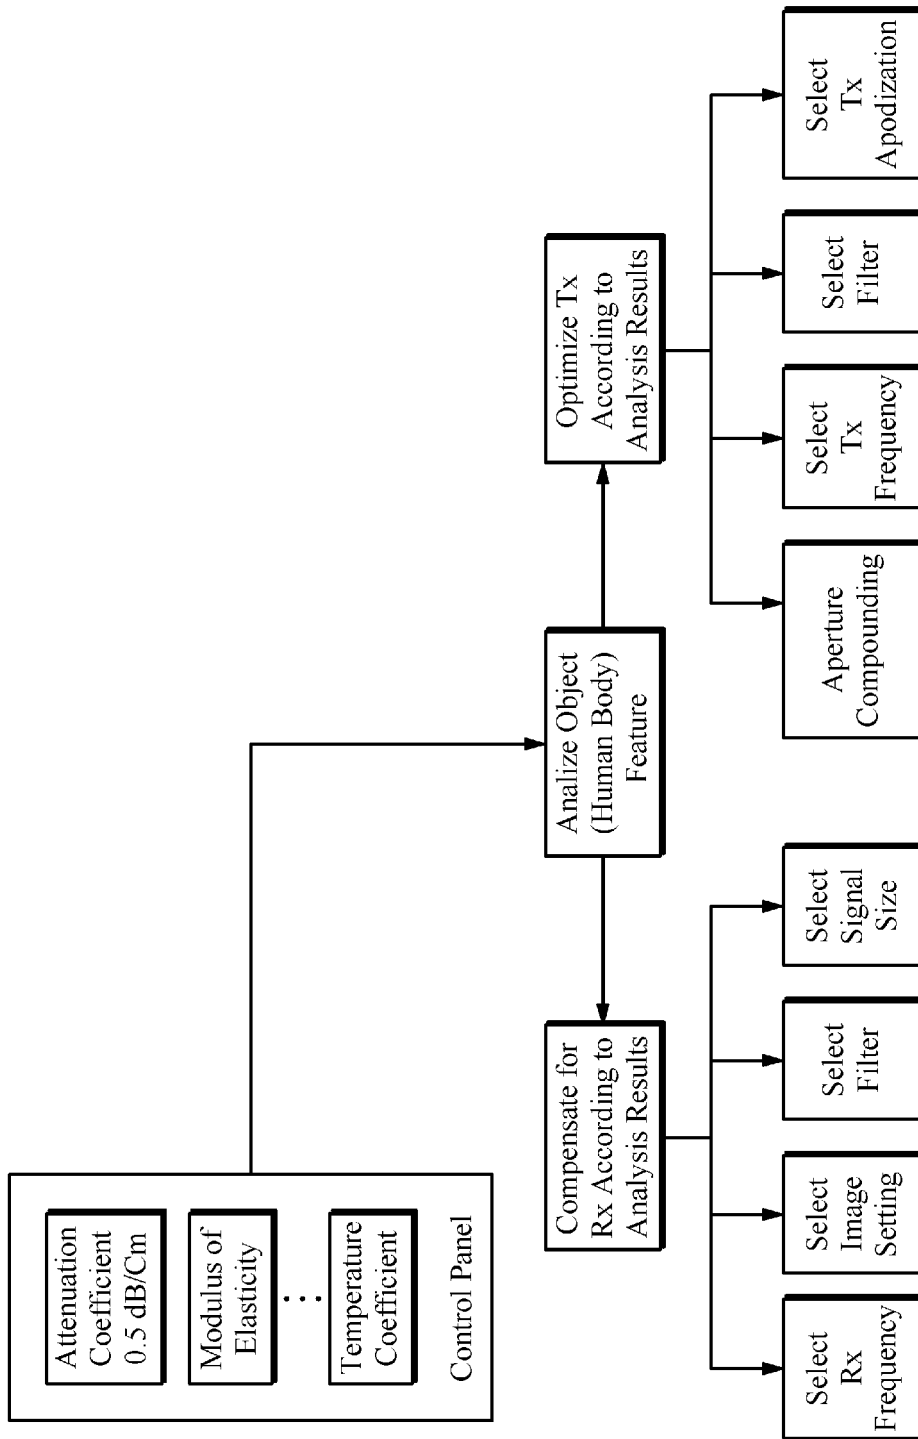 Attenuation
Coefficient
0.5 dB/Cm
Modulus of
Elasticity
⋮
Temperature
Coefficient
Control Panel
Analize Object
(Human Body)
Feature
Compensate for
Rx According to
Analysis Results
Optimize Tx
According to
Analysis Results
Select
Rx
Frequency
Select
Image
Setting
Select
Filter
Select
Signal
Size
Aperture
Compounding
Select
Tx
Frequency
Select
Filter
Select
Tx
Apodization